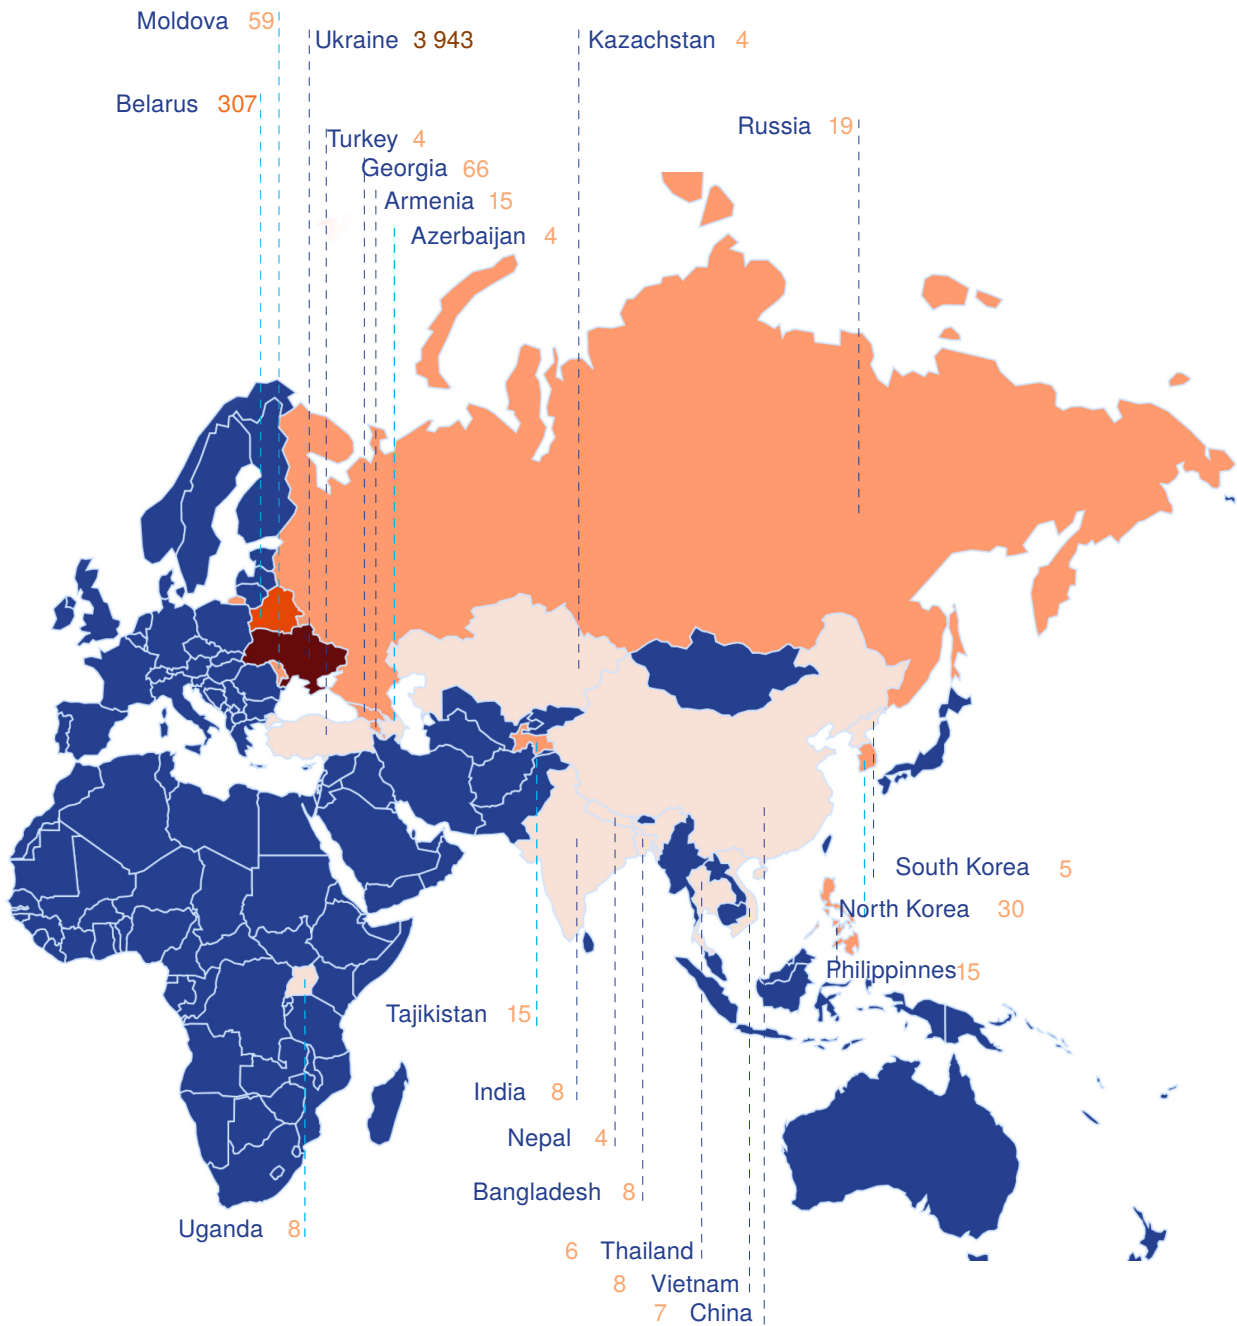 Moldova 59
Ukraine 3 943
Kazachstan 4
Belarus 307
Russia 19
Turkey 4
Georgia 66
Armenia 15
Azerbaijan 4
South Korea 5
North Korea 30
Philippinnes 15
Tajikistan 15
India 8
Nepal 4
Bangladesh 8
Uganda 8
6 Thailand
8 Vietnam
7 China